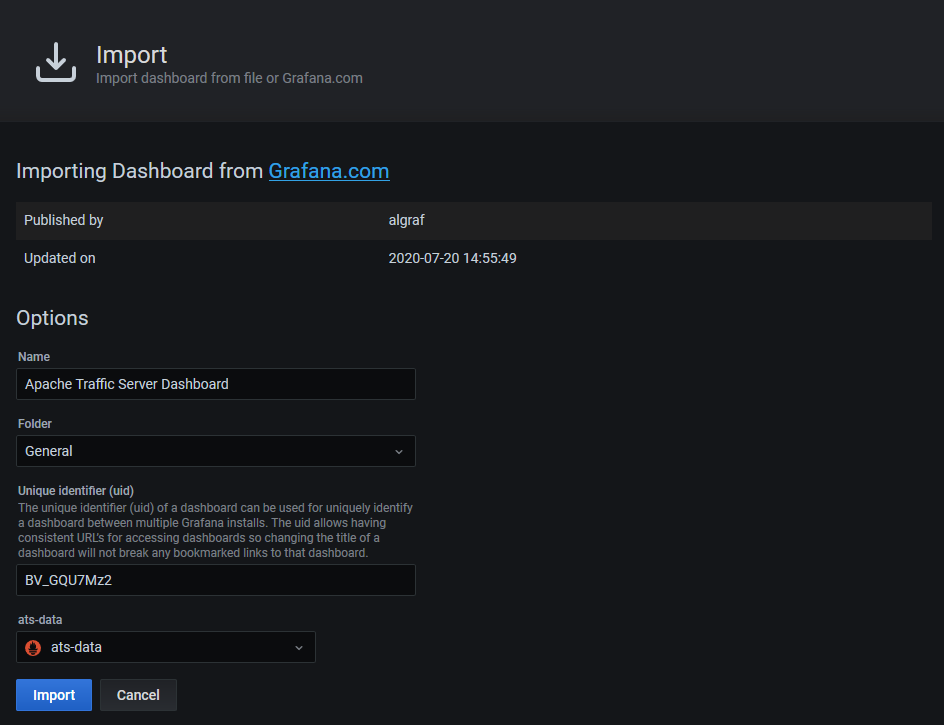 Import
Import dashboard from file or Grafana.com
Importing Dashboard from Grafana.com
Published by algraf
Updated on 2020-07-20 14:55:49
Options
Name
Apache Traffic Server Dashboard
Folder
General
Unique identifier (uid)
The unique identifier (uid) of a dashboard can be used for uniquely identify
a dashboard between multiple Grafana installs. The uid allows having
consistent URL's for accessing dashboards so changing the title of a
dashboard will not break any bookmarked links to that dashboard.
BV_GQU7Mz2
ats-data
ats-data
Import Cancel